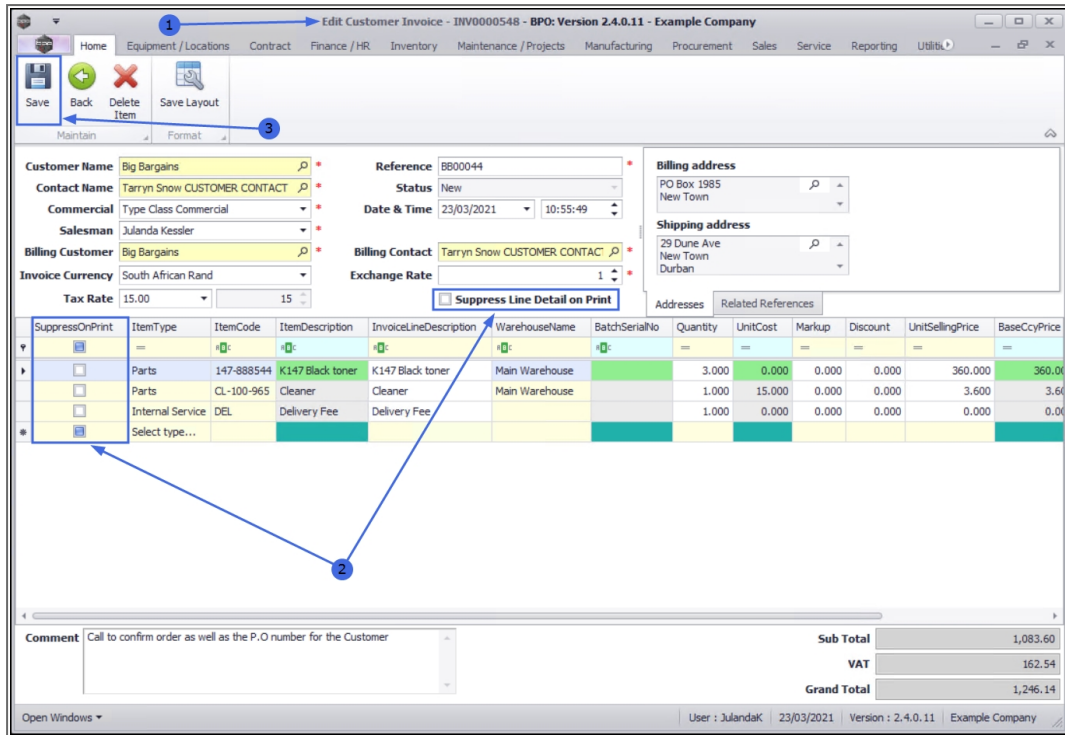 1
Edit Customer Invoice - INV0000548 - BPO: Version 2.4.0.11 - Example Company
Home Equipment / Locations Contract Finance / HR Inventory Maintenance / Projects Manufacturing Procurement Sales Service Reporting
Save Back Delete Item Save Layout
3
Maintain Format
Customer Name Big Bargains * Reference BB00044 * Billing address
Contact Name Tarryn Snow CUSTOMER CONTACT * Status New PO Box 1985
New Town
Commercial Type Class Commercial * Date & Time 23/03/2021 10:55:49
Salesman Julanda Kessler * Shipping address
Billing Customer Big Bargains * Billing Contact Tarryn Snow CUSTOMER CONTAC * 29 Dune Ave
New Town
Invoice Currency South African Rand Exchange Rate 1 * Durban
Tax Rate 15.00 15 Suppress Line Detail on Print Addresses Related References
SuppressOnPrint ItemType ItemCode ItemDescription InvoiceLineDescription WarehouseName BatchSerialNo Quantity UnitCost Markup Discount UnitSellingPrice BaseCcyPrice
Parts 147-888544 K147 Black toner K147 Black toner Main Warehouse 3.000 0.000 0.000 0.000 360.000 360.00
Parts CL-100-965 Cleaner Cleaner Main Warehouse 1.000 15.000 0.000 0.000 3.600 3.60
Internal Service DEL Delivery Fee Delivery Fee 1.000 0.000 0.000 0.000 0.000 0.00
Select type...
2
Comment Call to confirm order as well as the P.O number for the Customer Sub Total 1,083.60
VAT 162.54
Grand Total 1,246.14
Open Windows User : JulandaK 23/03/2021 Version : 2.4.0.11 Example Company